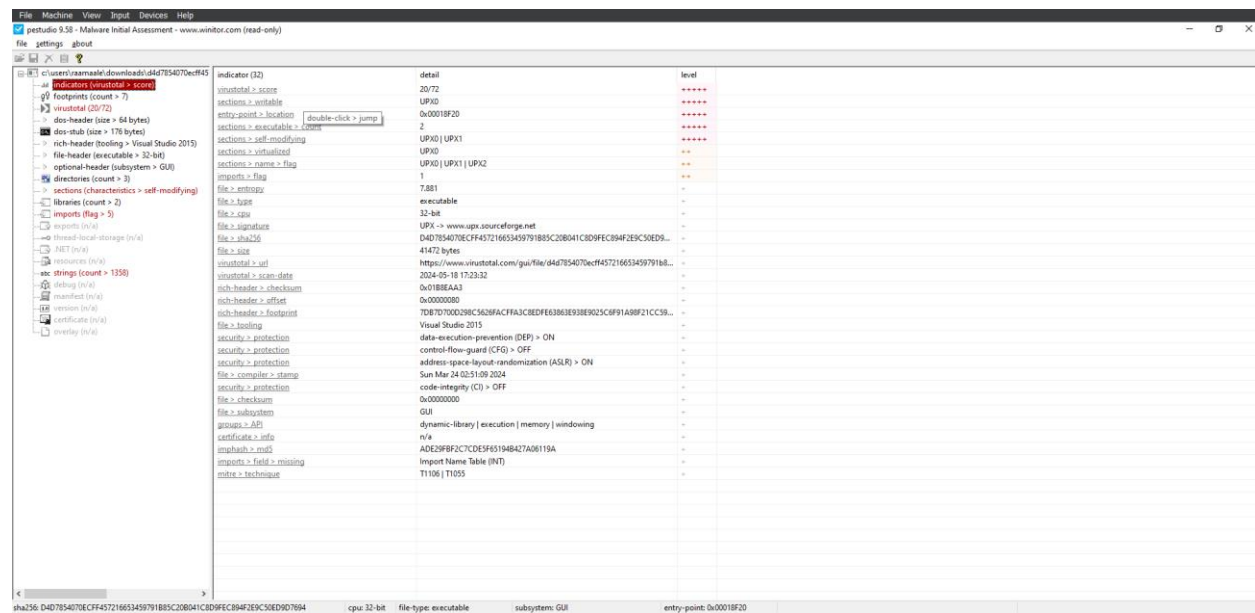 File Machine View Input Devices Help
pestudio 9.58 - Malware Initial Assessment - www.winitor.com (read-only)
file settings about
c:\users\raamaale\downloads\d4d7854070ecff45
indicators (virustotal > score)
footprints (count > 7)
virustotal (20/72)
dos-header (size > 64 bytes)
dos-stub (size > 176 bytes)
rich-header (tooling > Visual Studio 2015)
file-header (executable > 32-bit)
optional-header (subsystem > GUI)
directories (count > 3)
sections (characteristics > self-modifying)
libraries (count > 2)
imports (flag > 5)
exports (n/a)
thread-local-storage (n/a)
.NET (n/a)
resources (n/a)
abc strings (count > 1358)
debug (n/a)
manifest (n/a)
version (n/a)
certificate (n/a)
overlay (n/a)
indicator (32) detail level
virustotal > score 20/72 +++++
sections > writable UPX0 +++++
entry-point > location 0x00018F20 +++++
double-click > jump
sections > executable > count 2 +++++
sections > self-modifying UPX0 | UPX1 +++++
sections > virtualized UPX0 ++
sections > name > flag UPX0 | UPX1 | UPX2 ++
imports > flag 1 ++
file > entropy 7.881 -
file > type executable -
file > cpu 32-bit -
file > signature UPX -> www.upx.sourceforge.net -
file > sha256 D4D7854070ECFF457216653459791B85C20B041C8D9FEC894F2E9C50ED9... -
file > size 41472 bytes -
virustotal > url https://www.virustotal.com/gui/file/d4d7854070ecff457216653459791b8... -
virustotal > scan-date 2024-05-18 17:23:32 -
rich-header > checksum 0x01B8EAA3 -
rich-header > offset 0x00000080 -
rich-header > footprint 7DB7D700D298C5626FACFFA3C8EDFE63863E938E9025C6F91A98F21CC59... -
file > tooling Visual Studio 2015 -
security > protection data-execution-prevention (DEP) > ON -
security > protection control-flow-guard (CFG) > OFF -
security > protection address-space-layout-randomization (ASLR) > ON -
file > compiler > stamp Sun Mar 24 02:51:09 2024 -
security > protection code-integrity (CI) > OFF -
file > checksum 0x00000000 -
file > subsystem GUI -
groups > API dynamic-library | execution | memory | windowing -
certificate > info n/a -
imphash > md5 ADE29FBF2C7CDE5F65194B427A06119A -
imports > field > missing Import Name Table (INT) -
mitre > technique T1106 | T1055 -
sha256: D4D7854070ECFF457216653459791B85C20B041C8D9FEC894F2E9C50ED9D7694 cpu: 32-bit file-type: executable subsystem: GUI entry-point: 0x00018F20